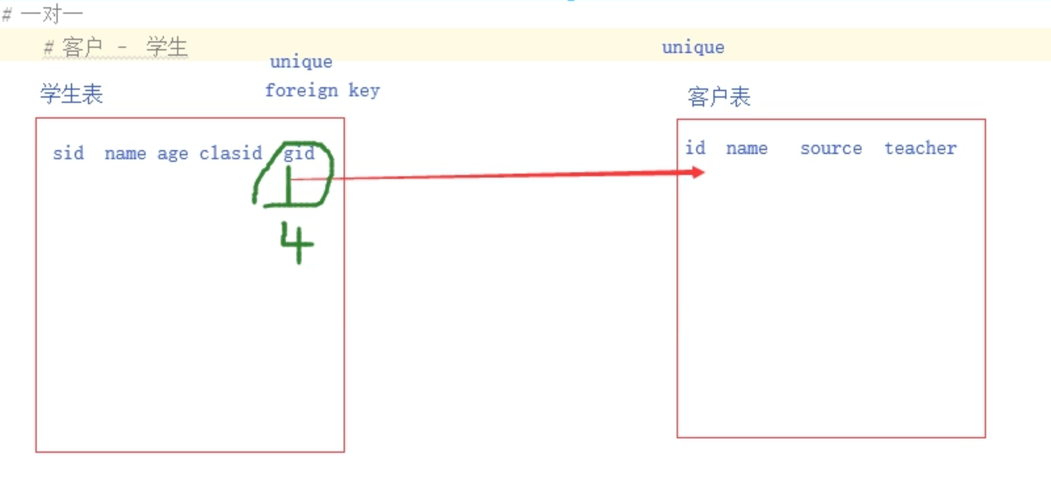 # 一对一
# 客户 - 学生
unique
unique
foreign key
学生表
客户表
sid name age clasid gid
id name source teacher
1
4